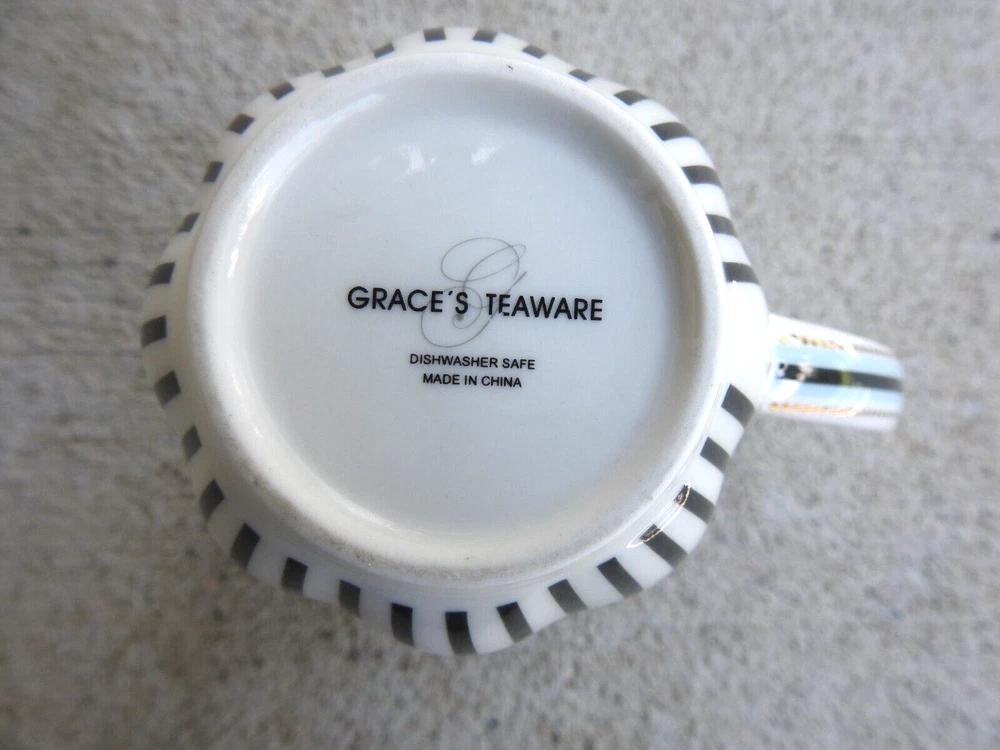 G
GRACE´S TEAWARE
DISHWASHER SAFE
MADE IN CHINA